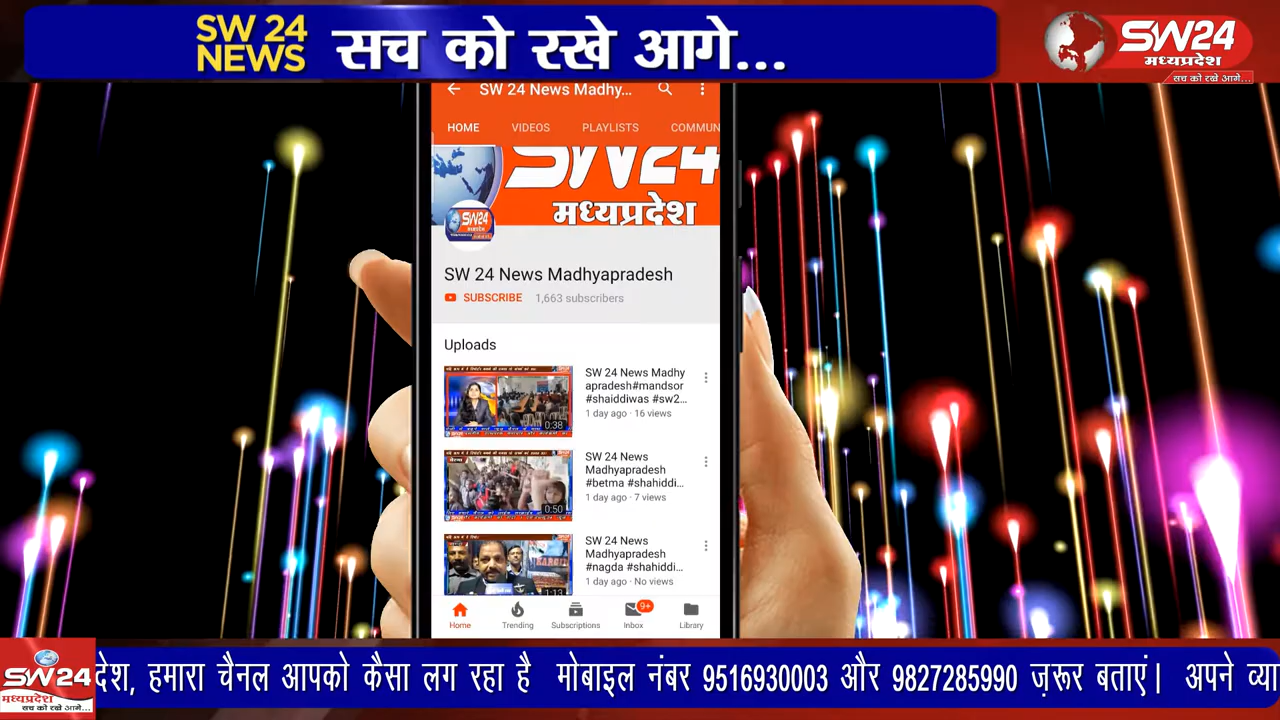 SW 24
NEWS
सच को रखे आगे...
SW24
मध्यप्रदेश
सच को रखे आगे...
SW 24 News Madhy...
HOME VIDEOS PLAYLISTS COMMUN
SW24
मध्यप्रदेश
SW24
SW 24 News Madhyapradesh
SUBSCRIBE 1,663 subscribers
Uploads
SW 24 News Madhy
apradesh#mandsor
#shaiddiwas #sw2...
1 day ago · 16 views
0:38
SW 24 News
Madhyapradesh
#betma #shahiddi...
1 day ago · 7 views
0:50
SW 24 News
Madhyapradesh
#nagda #shahiddi...
1 day ago · No views
1:13
9+
Home Trending Subscriptions Inbox Library
SW24
मध्यप्रदेश
सच को रखे आगे...
देश, हमारा चैनल आपको कैसा लग रहा है मोबाइल नंबर 9516930003 और 9827285990 ज़रूर बताएं। अपने व्या